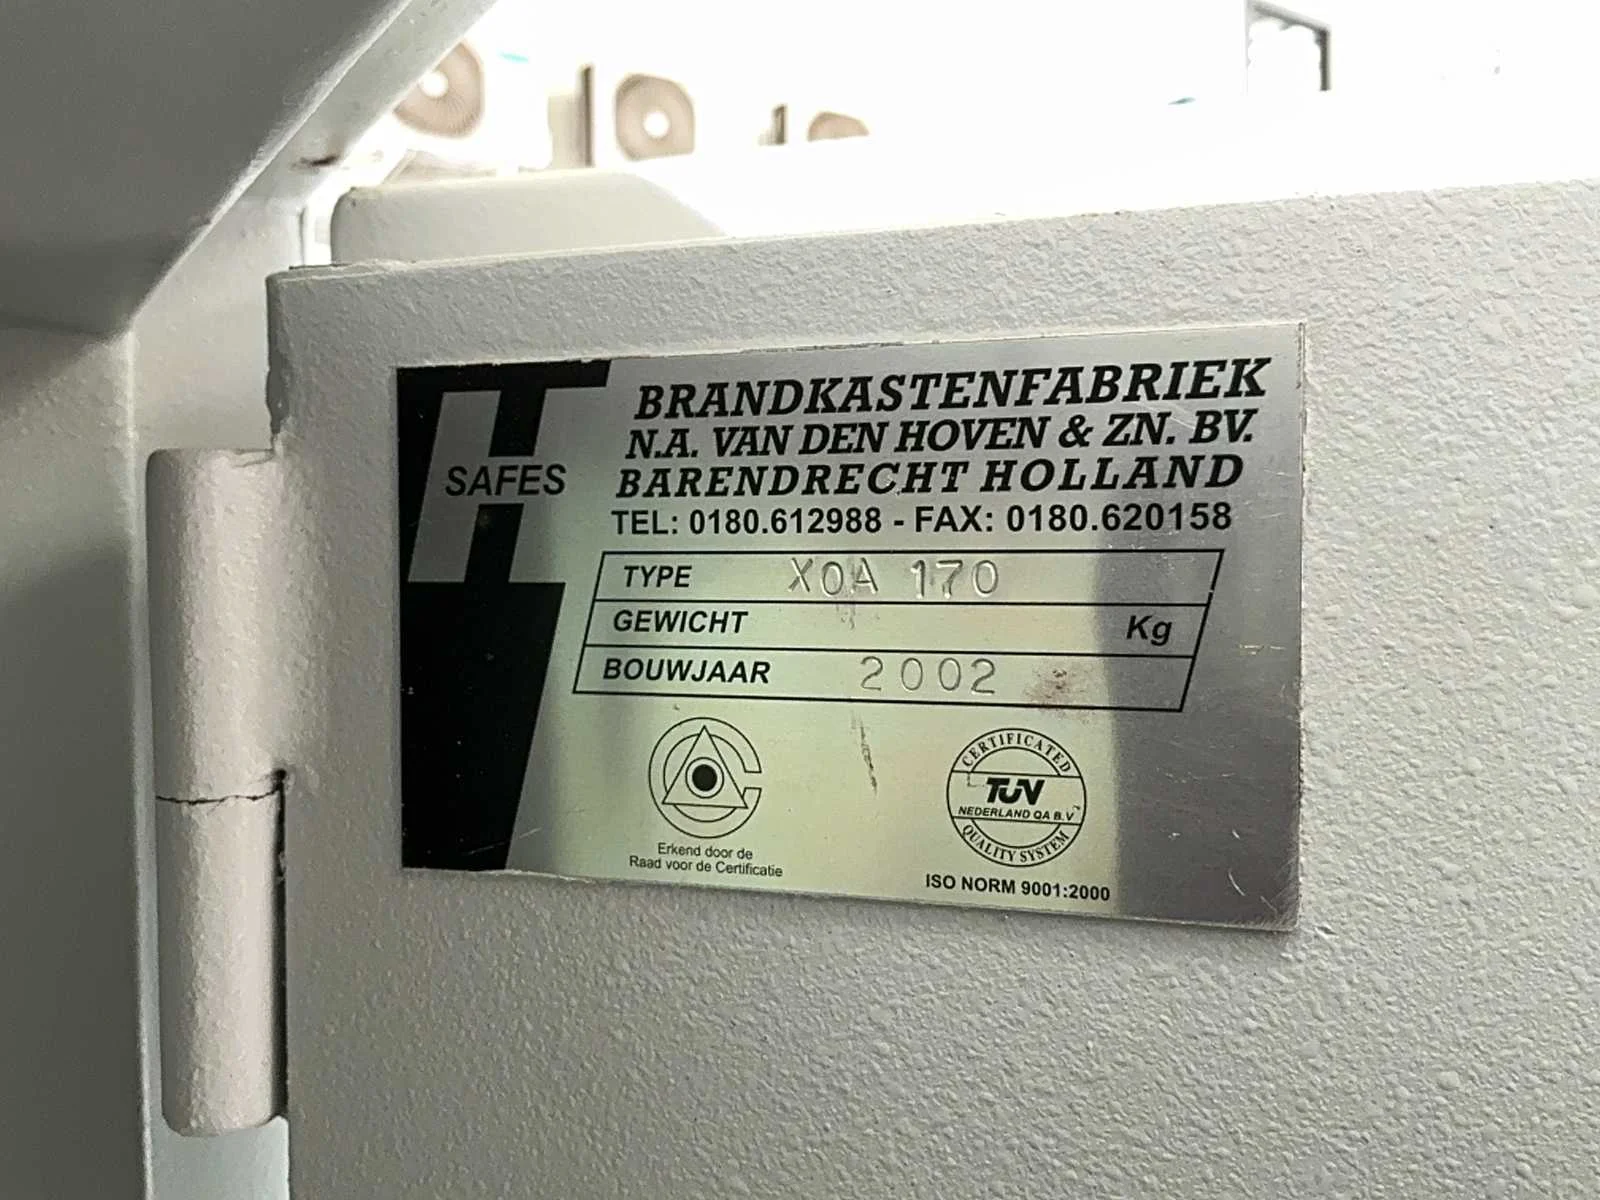 H
SAFES
BRANDKASTENFABRIEK
N.A. VAN DEN HOVEN & ZN. BV.
BARENDRECHT HOLLAND
TEL: 0180.612988 - FAX: 0180.620158
TYPE XOA 170
GEWICHT Kg
BOUWJAAR 2002
Erkend door de
Raad voor de Certificatie
CERTIFICATED
TUV
NEDERLAND QA B.V
QUALITY SYSTEM
ISO NORM 9001:2000